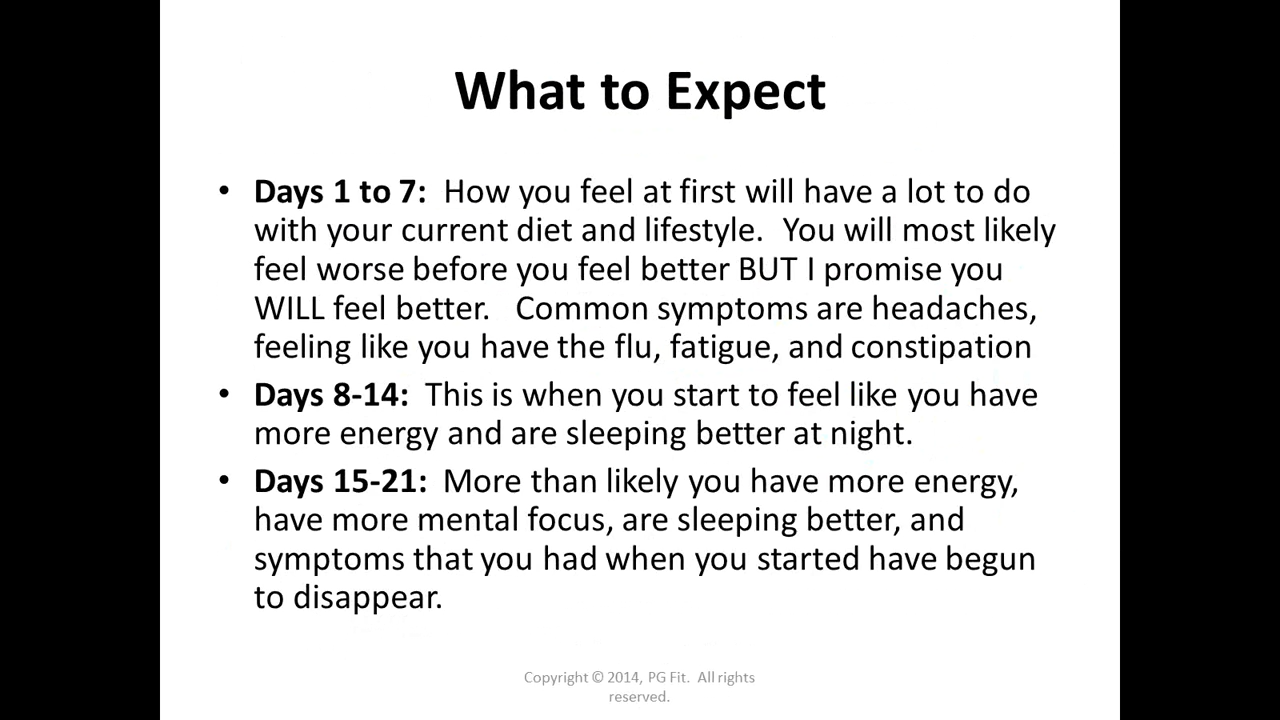 What to Expect
• Days 1 to 7: How you feel at first will have a lot to do
with your current diet and lifestyle. You will most likely
feel worse before you feel better BUT I promise you
WILL feel better. Common symptoms are headaches,
feeling like you have the flu, fatigue, and constipation
• Days 8-14: This is when you start to feel like you have
more energy and are sleeping better at night.
• Days 15-21: More than likely you have more energy,
have more mental focus, are sleeping better, and
symptoms that you had when you started have begun
to disappear.
Copyright © 2014, PG Fit. All rights
reserved.